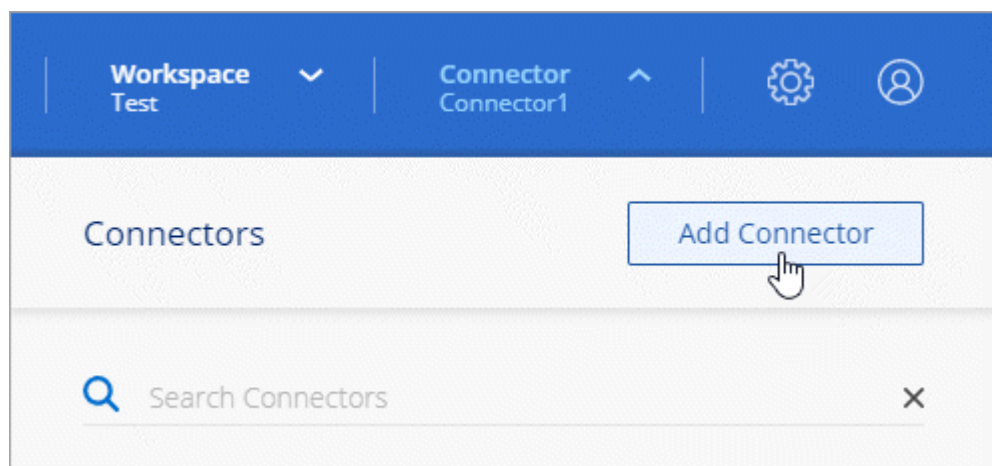 Workspace
Test
Connector
Connector1
Connectors
Add Connector
Search Connectors